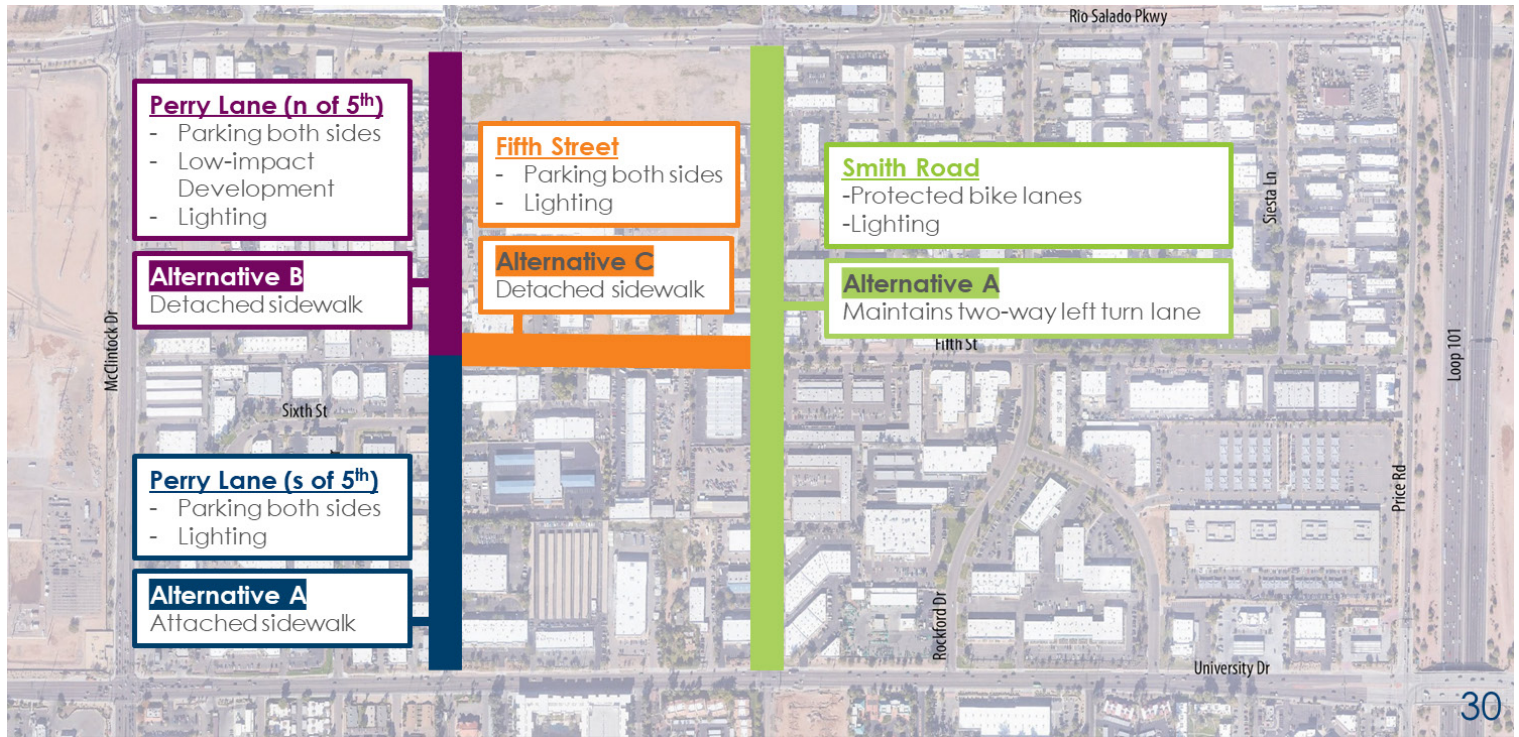 Rio Salado Pkwy
Perry Lane (n of 5th)
- Parking both sides
- Low-impact
Development
- Lighting
Alternative B
Detached sidewalk
Fifth Street
- Parking both sides
- Lighting
Alternative C
Detached sidewalk
Smith Road
-Protected bike lanes
-Lighting
Alternative A
Maintains two-way left turn lane
Siesta Ln
McClintock Dr
Fifth St
Loop 101
Sixth St
Perry Lane (s of 5th)
- Parking both sides
- Lighting
Alternative A
Attached sidewalk
Price Rd
Rockford Dr
University Dr
30